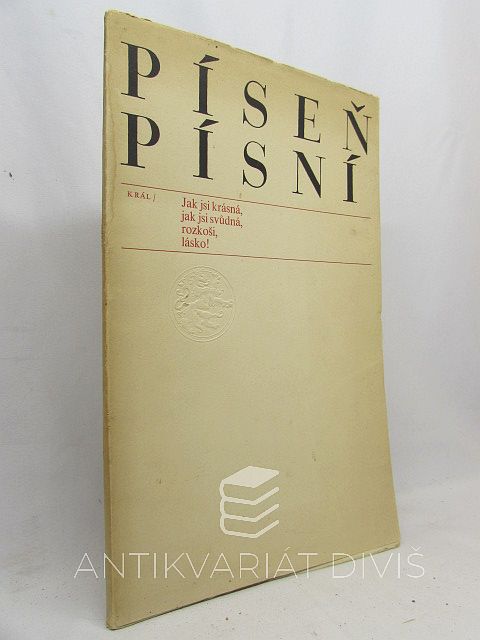 PÍSEŇ
PÍSNÍ
KRÁL /
Jak jsi krásná,
jak jsi svůdná,
rozkoši,
lásko!
ANTIKVARIÁT DIVIŠ